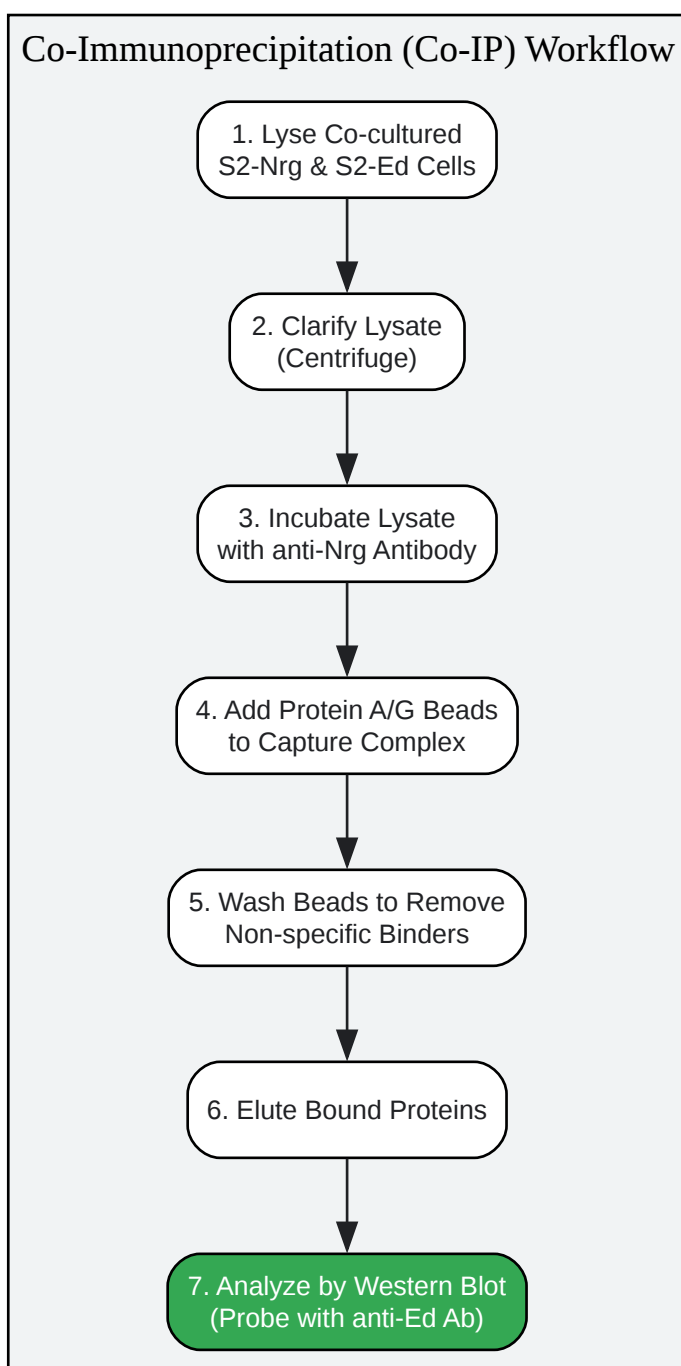 Co-Immunoprecipitation (Co-IP) Workflow
1. Lyse Co-cultured
S2-Nrg & S2-Ed Cells
2. Clarify Lysate
(Centrifuge)
3. Incubate Lysate
with anti-Nrg Antibody
4. Add Protein A/G Beads
to Capture Complex
5. Wash Beads to Remove
Non-specific Binders
6. Elute Bound Proteins
7. Analyze by Western Blot
(Probe with anti-Ed Ab)